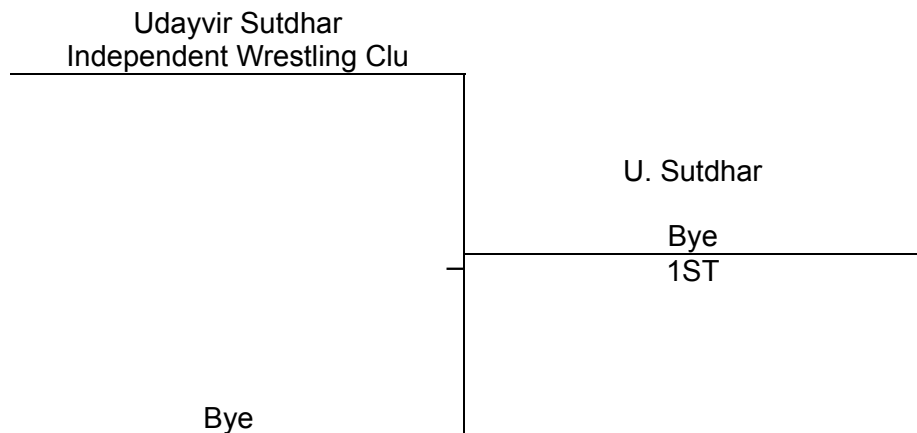 Udayvir Sutdhar
Independent Wrestling Clu
U. Sutdhar
Bye
1ST
Bye